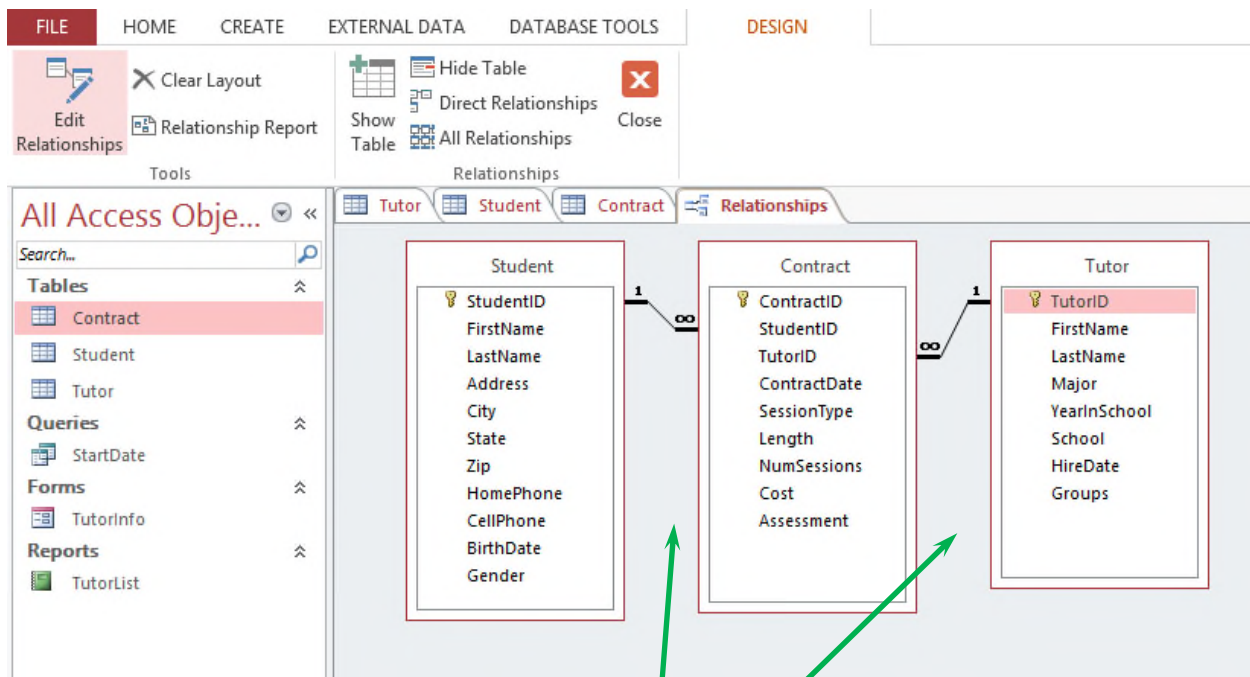 FILE HOME CREATE EXTERNAL DATA DATABASE TOOLS DESIGN
Edit Relationships
Clear Layout
Relationship Report
Tools
Show Table
Hide Table
Direct Relationships
All Relationships
Close
Relationships
All Access Obje... «
Search...
Tables
Contract
Student
Tutor
Queries
StartDate
Forms
TutorInfo
Reports
TutorList
Tutor Student Contract Relationships
Student
StudentID
FirstName
LastName
Address
City
State
Zip
HomePhone
CellPhone
BirthDate
Gender
1
∞
Contract
ContractID
StudentID
TutorID
ContractDate
SessionType
Length
NumSessions
Cost
Assessment
∞
1
Tutor
TutorID
FirstName
LastName
Major
YearInSchool
School
HireDate
Groups